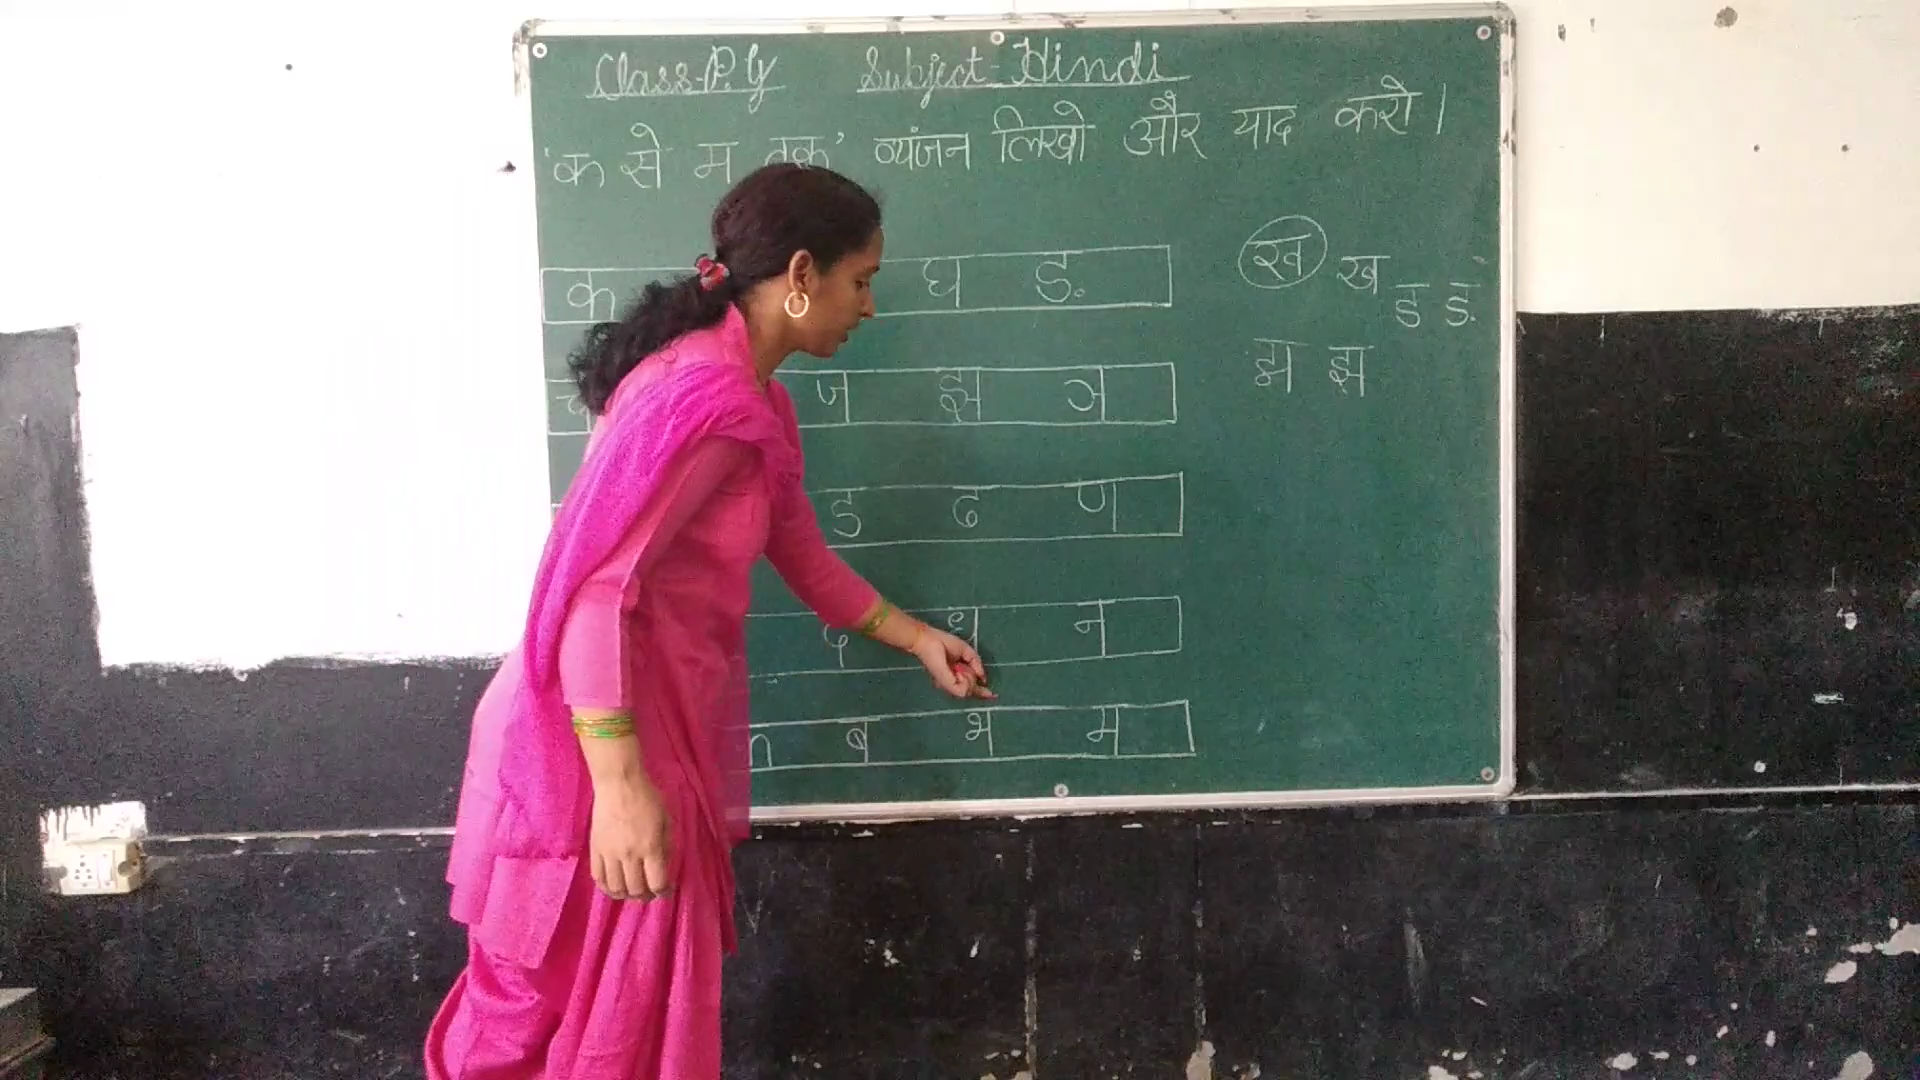 Class-P.G Subject-Hindi
'क से म तक' व्यंजन लिखो और याद करो।
क घ ङ
च ज झ ञ
ड ढ ण
द ध न
ब भ म
ख ख
ड ङ
झ झ